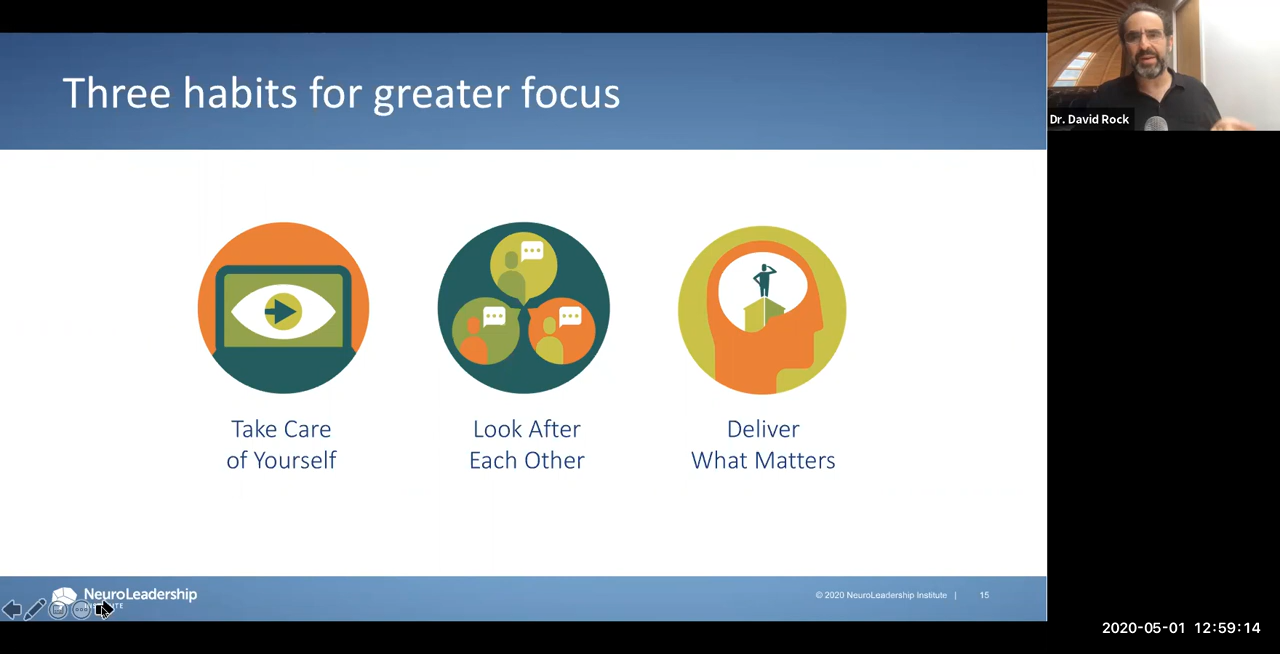 Three habits for greater focus
Dr. David Rock
Take Care
of Yourself
Look After
Each Other
Deliver
What Matters
NeuroLeadership
© 2020 NeuroLeadership Institute |
15
2020-05-01 12:59:14